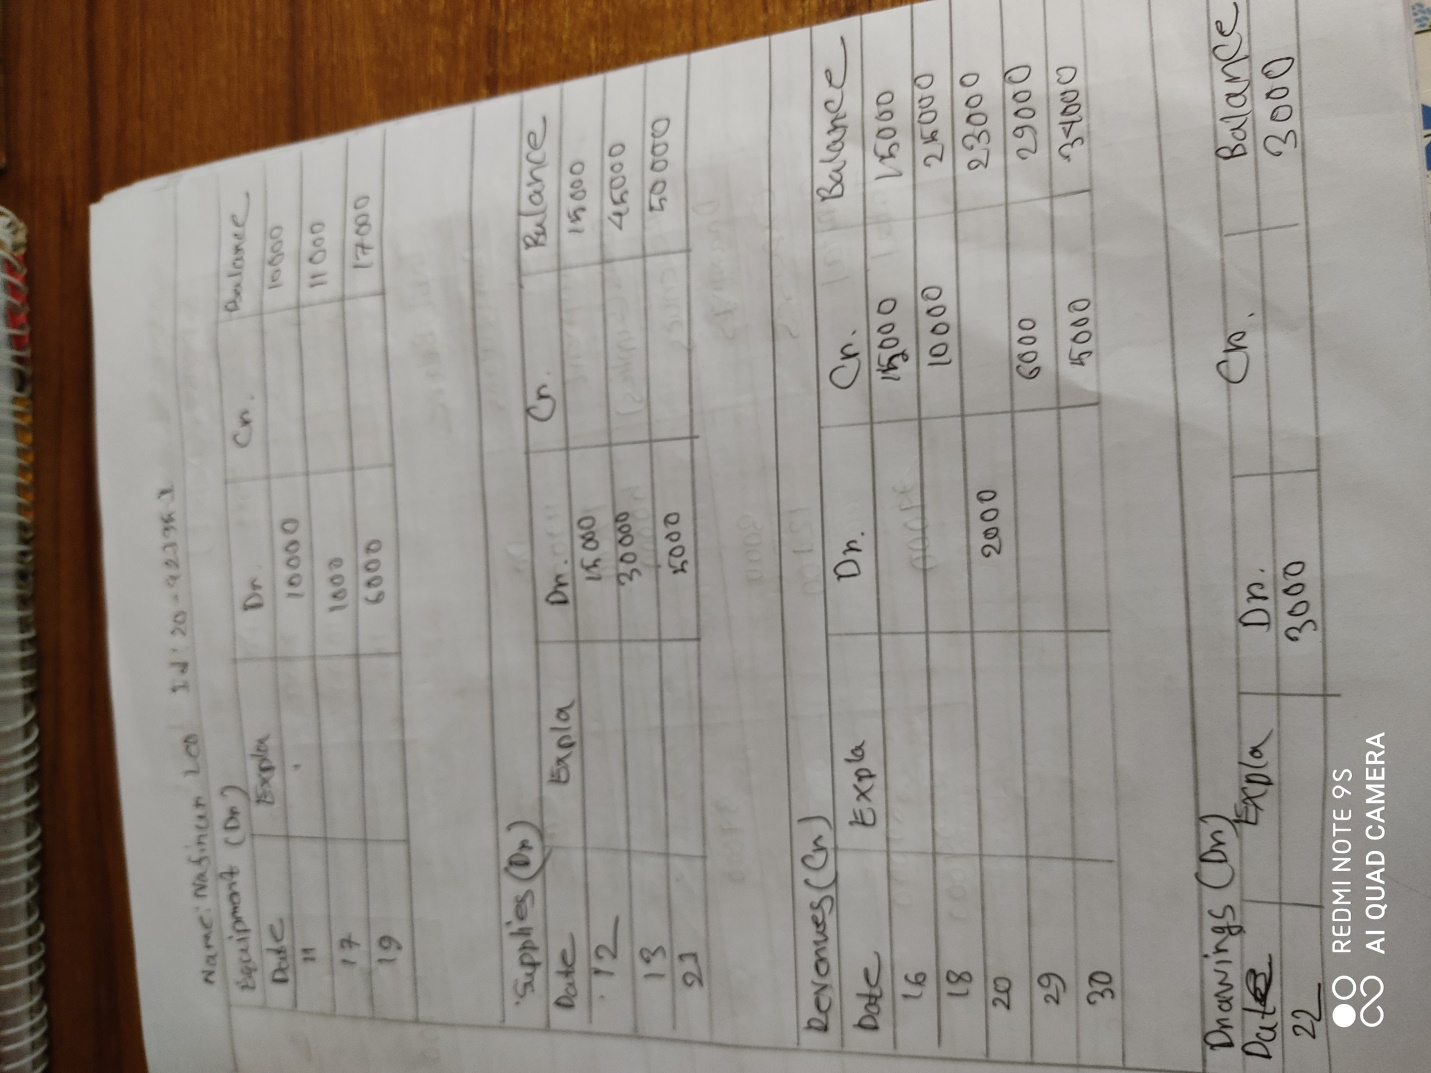 Name: Nafinur Leo Id: 20-92396-1
Equipment (Dr)
Date Expla Dr. Cr. Balance
11 10000 10000
17 1000 11000
19 6000 17000
Supplies (Dr)
Date Expla Dr. Cr. Balance
12 15000 15000
13 30000 45000
21 5000 50000
Revenues (Cr)
Date Expla Dr. Cr. Balance
16 15000 15000
18 10000 25000
20 2000 23000
29 6000 29000
30 5000 34000
Drawings (Dr)
Date Expla Dr. Cr. Balance
22 3000 3000
REDMI NOTE 9S
AI QUAD CAMERA